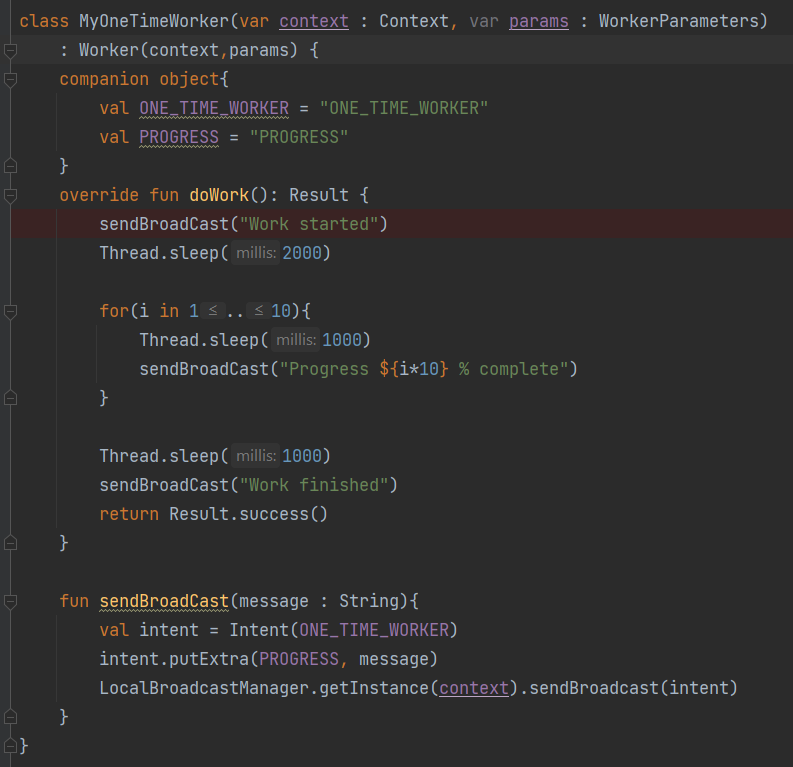 class MyOneTimeWorker(var context : Context, var params : WorkerParameters)
    : Worker(context,params) {
    companion object{
        val ONE_TIME_WORKER = "ONE_TIME_WORKER"
        val PROGRESS = "PROGRESS"
    }
    override fun doWork(): Result {
        sendBroadCast("Work started")
        Thread.sleep( millis: 2000)
        for(i in 1 ≤ .. ≤ 10){
            Thread.sleep( millis: 1000)
            sendBroadCast("Progress ${i*10} % complete")
        }
        Thread.sleep( millis: 1000)
        sendBroadCast("Work finished")
        return Result.success()
    }
    fun sendBroadCast(message : String){
        val intent = Intent(ONE_TIME_WORKER)
        intent.putExtra(PROGRESS, message)
        LocalBroadcastManager.getInstance(context).sendBroadcast(intent)
    }
}